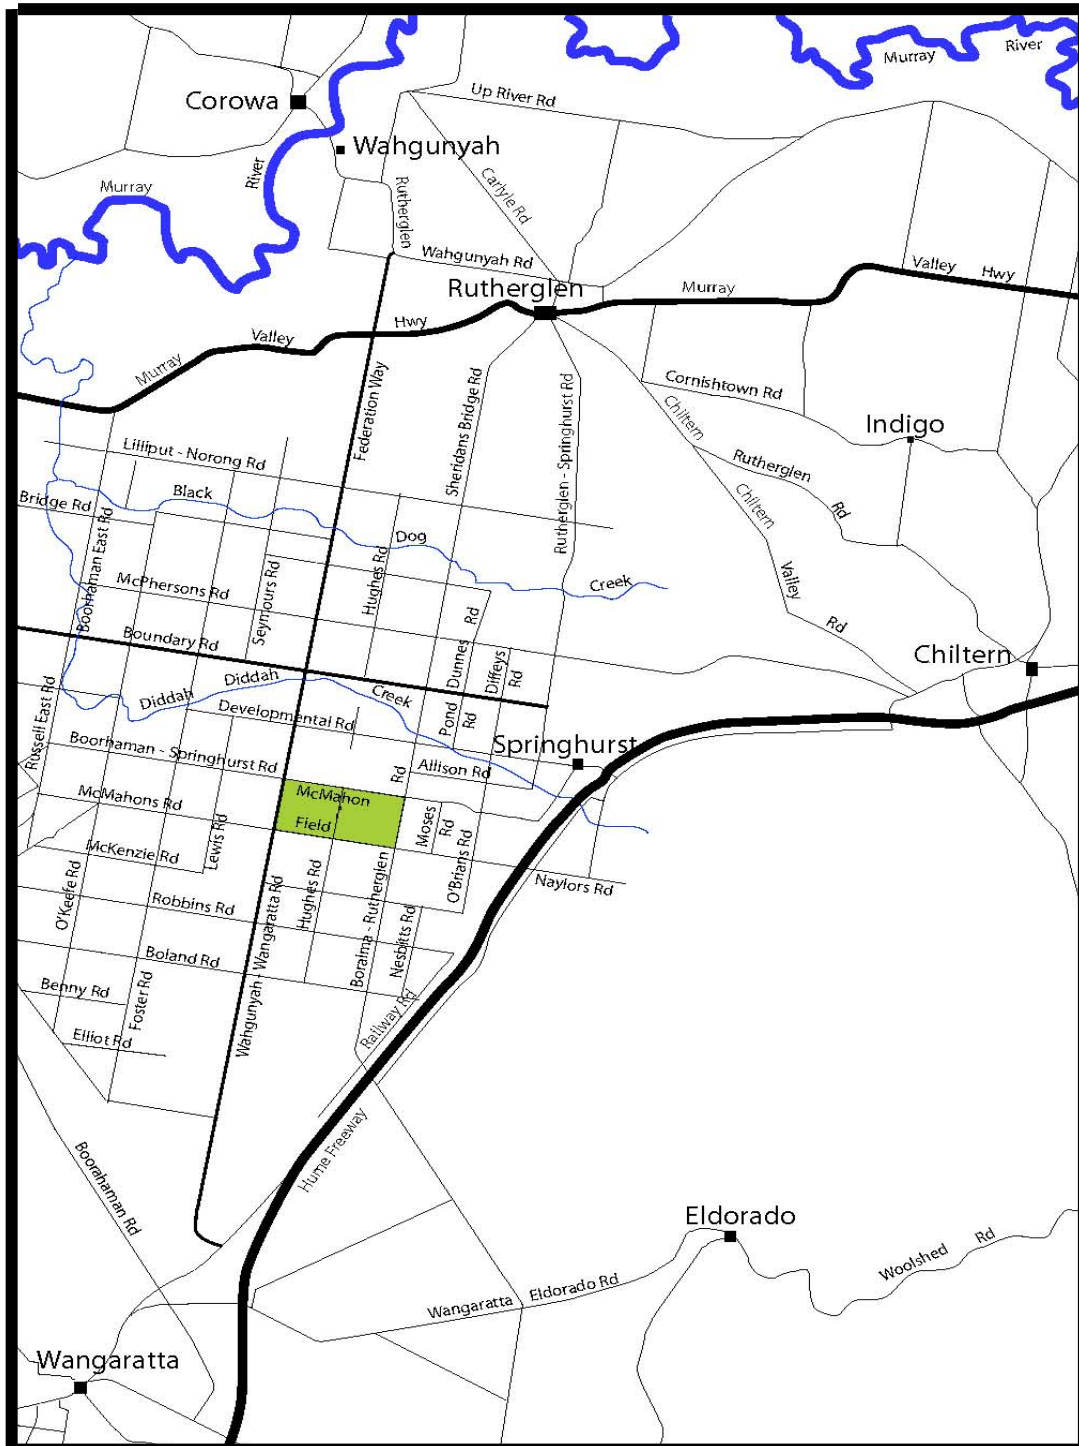 Murray
River
Corowa
Up River Rd
Wahgunyah
River
Murray
Rutherglen
Carlyle Rd
Wahgunyah Rd
Valley
Hwy
Rutherglen
Murray
Hwy
Valley
Murray
Federation Way
Sheridans Bridge Rd
Rutherglen - Springhurst Rd
Cornishtown Rd
Chiltern
Indigo
Lilliput - Norong Rd
Rutherglen
Rd
Black
Bridge Rd
Chiltern
Boorhaman East Rd
Dog
Hughes Rd
Creek
McPhersons Rd
Seymours Rd
Valley
Rd
Boundary Rd
Dunnes
Rd
Diffeys
Rd
Chiltern
Diddah
Diddah
Creek
Developmental Rd
Pond
Rd
Russell East Rd
Boorhaman - Springhurst Rd
Springhurst
Allison Rd
Rd
McMahons Rd
McMahon
Field
Moses
Rd
Lewis Rd
McKenzie Rd
O'Brians Rd
Naylors Rd
O'Keefe Rd
Robbins Rd
Hughes Rd
Boralma - Rutherglen
Nesbitts Rd
Wahgunyah - Wangaratta Rd
Boland Rd
Benny Rd
Foster Rd
Elliot Rd
Railway Rd
Hume Freeway
Boorahaman Rd
Eldorado
Woolshed
Rd
Wangaratta
Eldorado Rd
Wangaratta